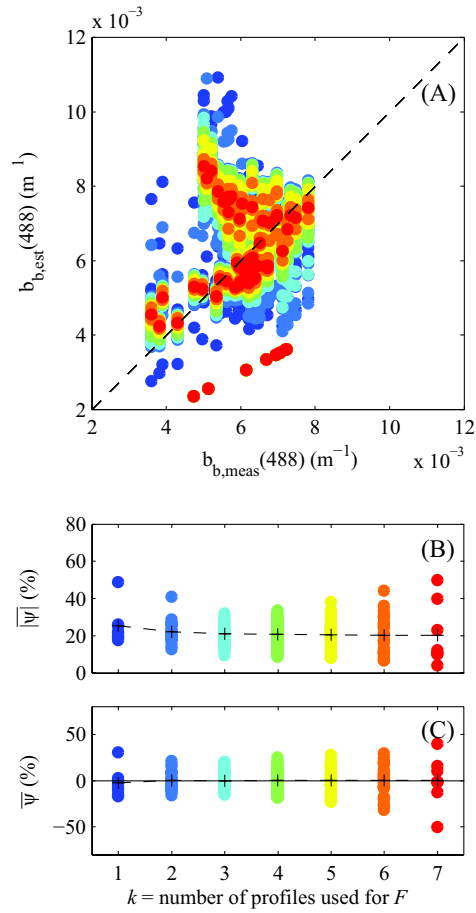 x 10⁻³
12
10
8
6
4
2
(A)
b_b,est(488) (m⁻¹)
2 4 6 8 10 12
x 10⁻³
b_b,meas(488) (m⁻¹)
80
60
40
20
0
(B)
|ψ| (%)
50
0
−50
(C)
ψ (%)
1 2 3 4 5 6 7
k = number of profiles used for F